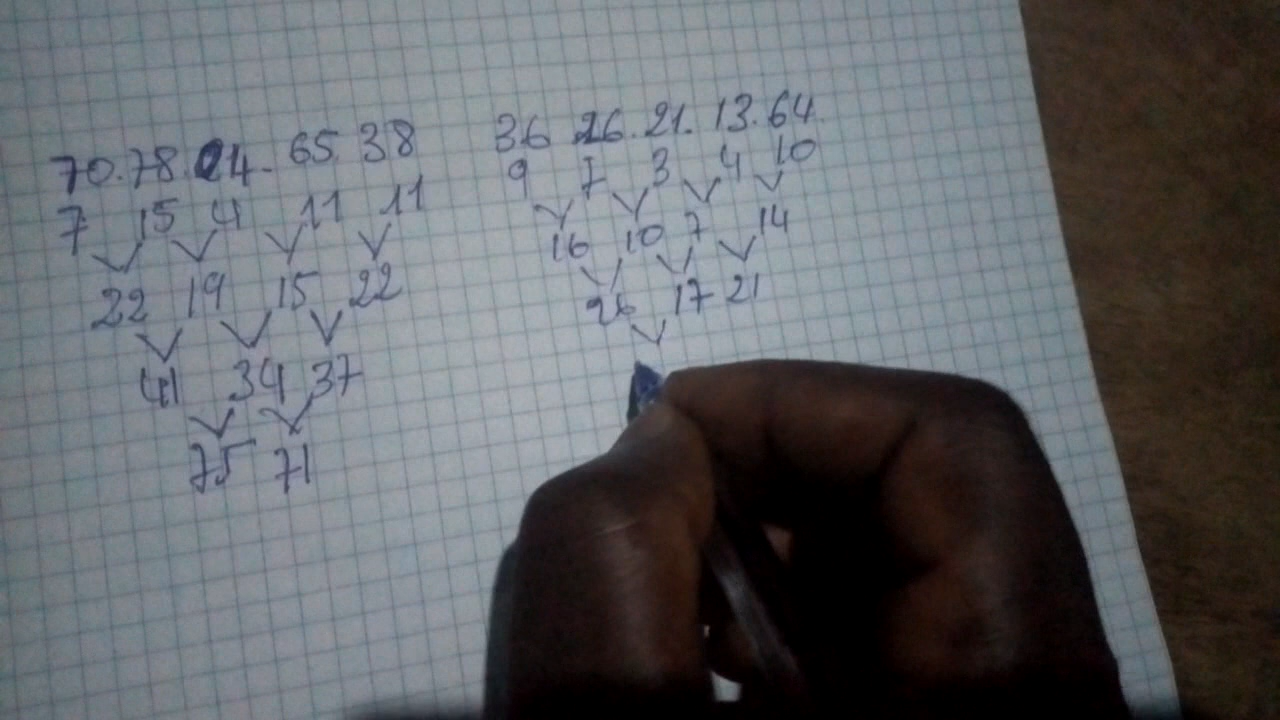 70.78.04. 65 38
7 15 4 11 11
22 19 15 22
41 34 37
75 71
36 26.21. 13.64.
9 7 3 4 10
16 10 7 14
26 17 21